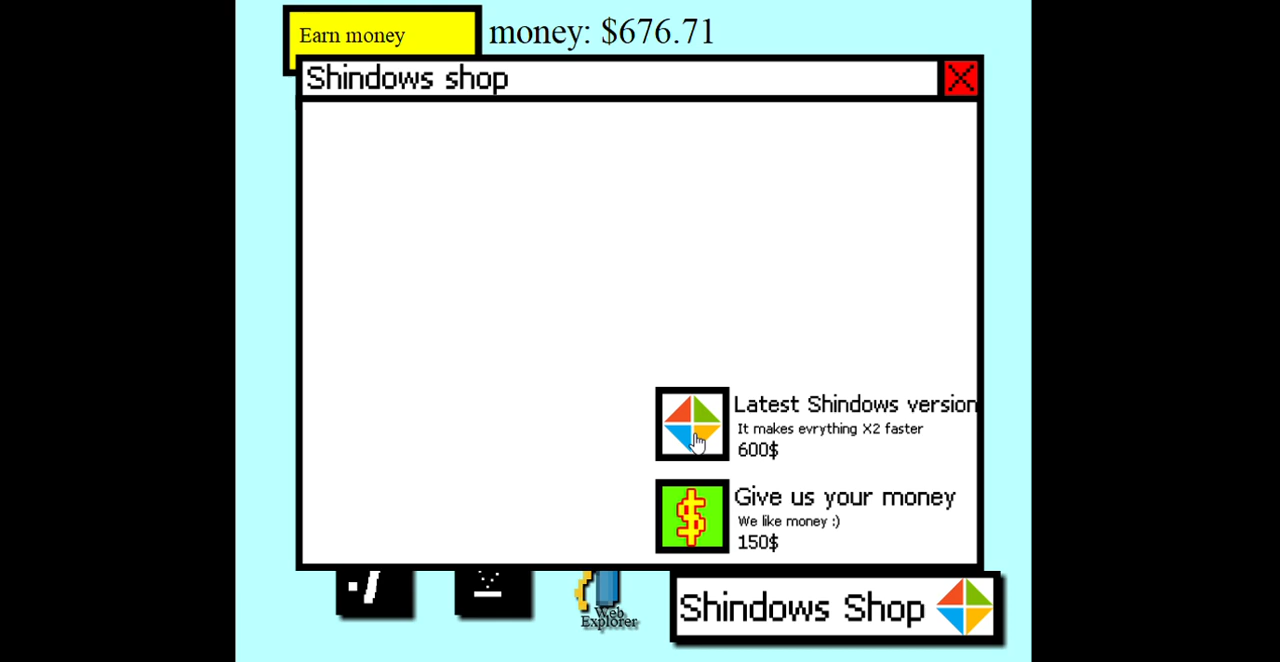 Earn money
money: $676.71
Shindows shop
Latest Shindows version
It makes evrything X2 faster
600$
Give us your money
We like money :)
150$
Web
Explorer
Shindows Shop